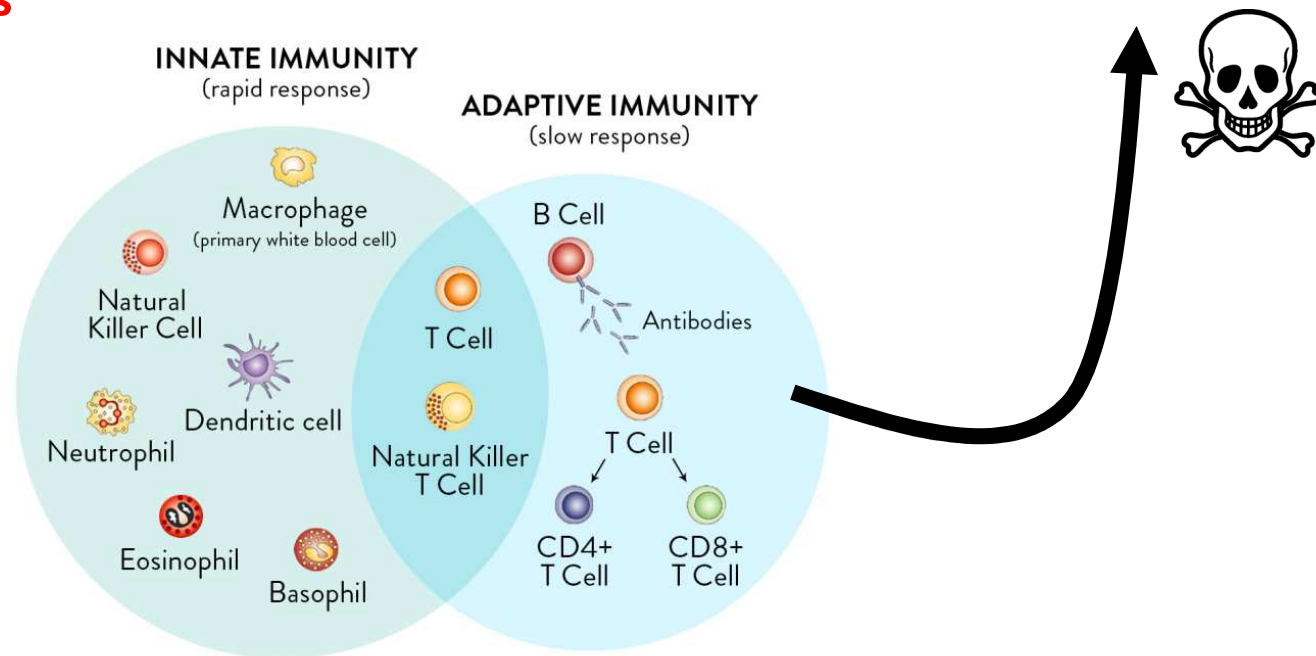 s
INNATE IMMUNITY
(rapid response)
ADAPTIVE IMMUNITY
(slow response)
Macrophage
(primary white blood cell)
Natural
Killer Cell
Dendritic cell
Neutrophil
Eosinophil
Basophil
T Cell
Natural Killer
T Cell
B Cell
Antibodies
T Cell
CD4+
T Cell
CD8+
T Cell